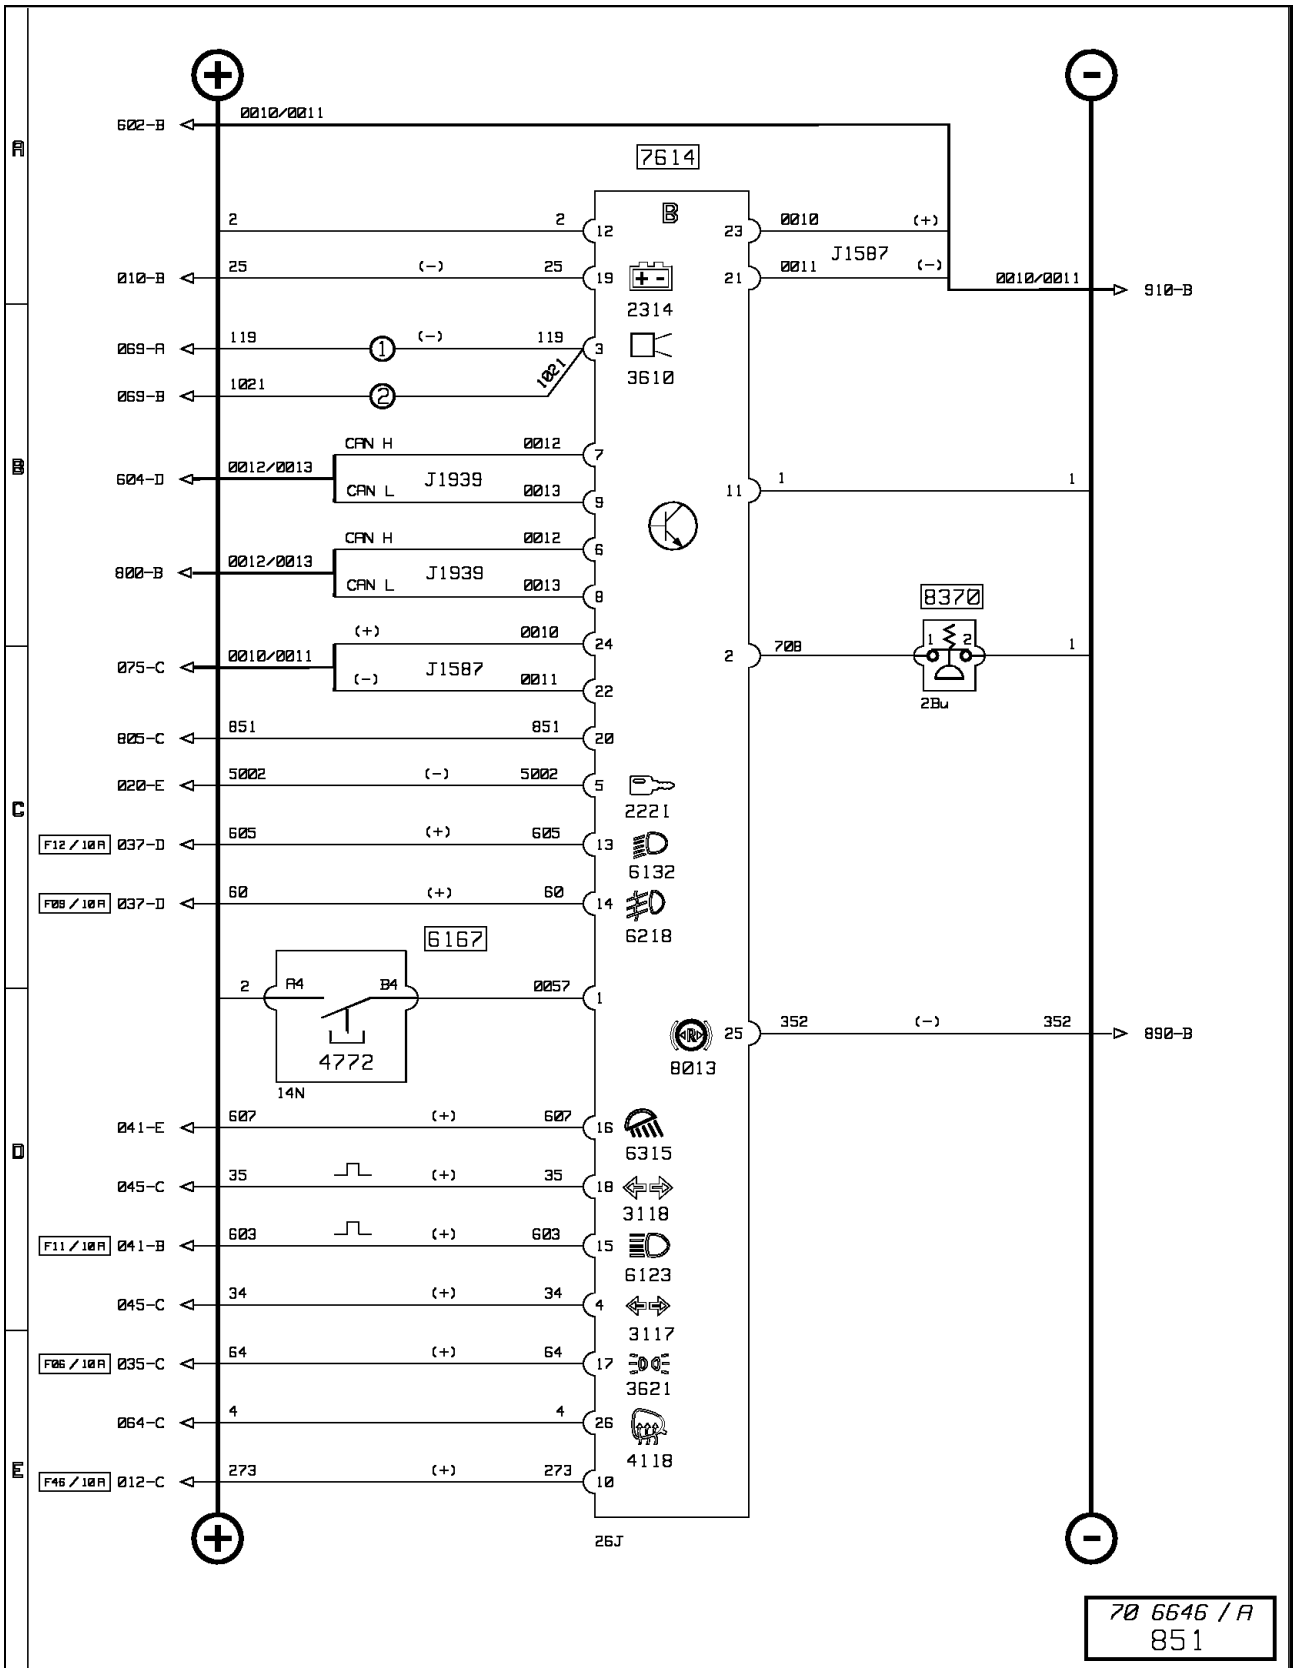 + -
602-B 0010/0011
A
7614
B
2 2 12 23 0010 (+)
J1587
010-B 25 (-) 25 19 21 0011 (-) 0010/0011 910-B
2314
069-A 119 1 (-) 119 3
3610
069-B 1021 2 1021
CAN H 0012 7
B
604-D 0012/0013 J1939
CAN L 0013 9 11 1 1
CAN H 0012 6
800-B 0012/0013 J1939
CAN L 0013 8
8370
(+) 0010 24
1 2
2 708 1
075-C 0010/0011 J1587
(-) 0011 22
2Bu
805-C 851 851 20
020-E 5002 (-) 5002 5
2221
C
F12/10A 037-D 605 (+) 605 13
6132
F09/10A 037-D 60 (+) 60 14
6218
6167
2 A4 B4 0057 1
4772
14N
R 25 352 (-) 352 890-B
8013
041-E 607 (+) 607 16
6315
D
045-C 35 (+) 35 18
3118
F11/10A 041-B 603 (+) 603 15
6123
045-C 34 (+) 34 4
3117
F06/10A 035-C 64 (+) 64 17
3621
064-C 4 4 26
4118
E
F46/10A 012-C 273 (+) 273 10
26J
+ -
70 6646 / A
851